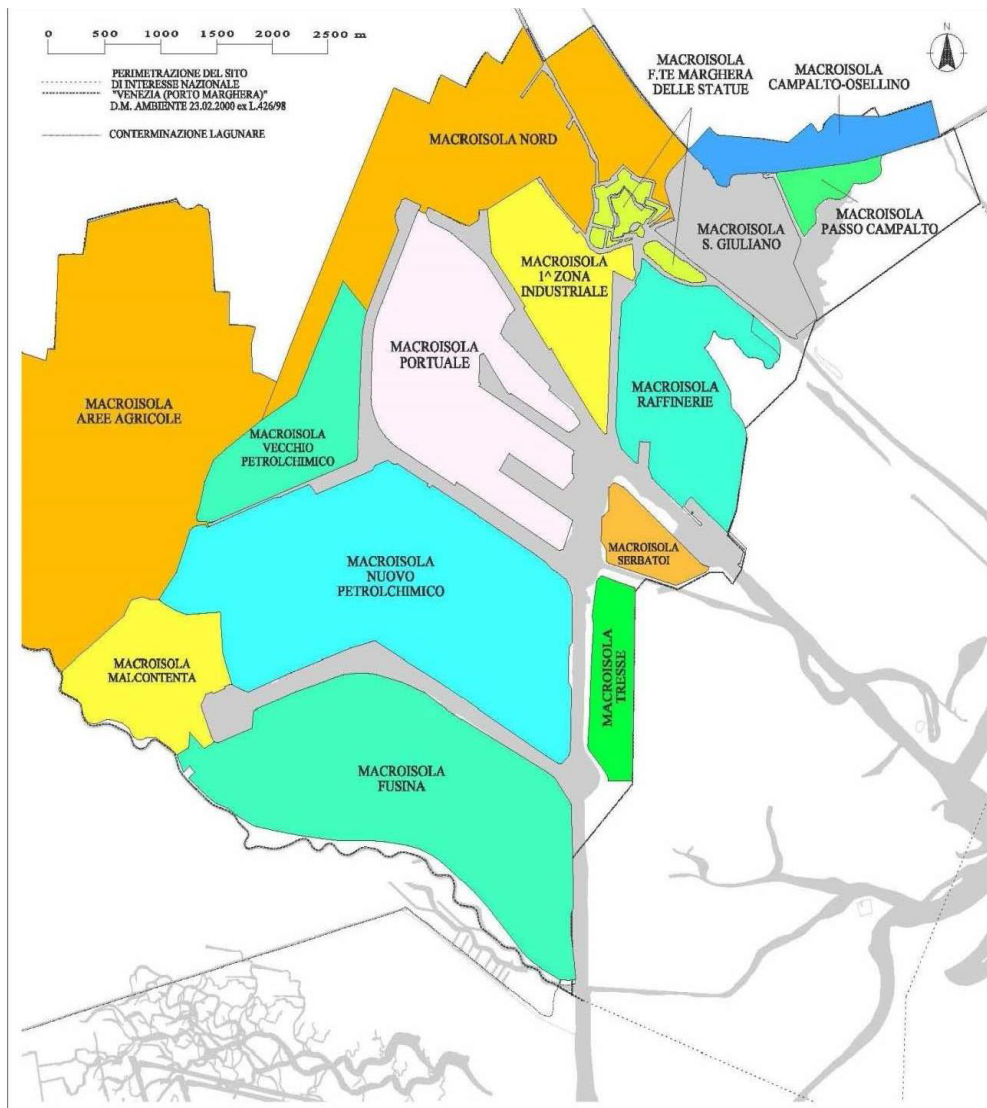 0 500 1000 1500 2000 2500 m
PERIMETRAZIONE DEL SITO
DI INTERESSE NAZIONALE
"VENEZIA (PORTO MARGHERA)"
D.M. AMBIENTE 23.02.2000 ex L.426/98
CONTERMINAZIONE LAGUNARE
MACROISOLA
F.TE MARGHERA
DELLE STATUE
MACROISOLA
CAMPALTO-OSELLINO
N
MACROISOLA NORD
MACROISOLA
PASSO CAMPALTO
MACROISOLA
S. GIULIANO
MACROISOLA
1^ ZONA
INDUSTRIALE
MACROISOLA
PORTUALE
MACROISOLA
RAFFINERIE
MACROISOLA
AREE AGRICOLE
MACROISOLA
VECCHIO
PETROLCHIMICO
MACROISOLA
SERBATOI
MACROISOLA
NUOVO
PETROLCHIMICO
MACROISOLA
TRESSE
MACROISOLA
MALCONTENTA
MACROISOLA
FUSINA